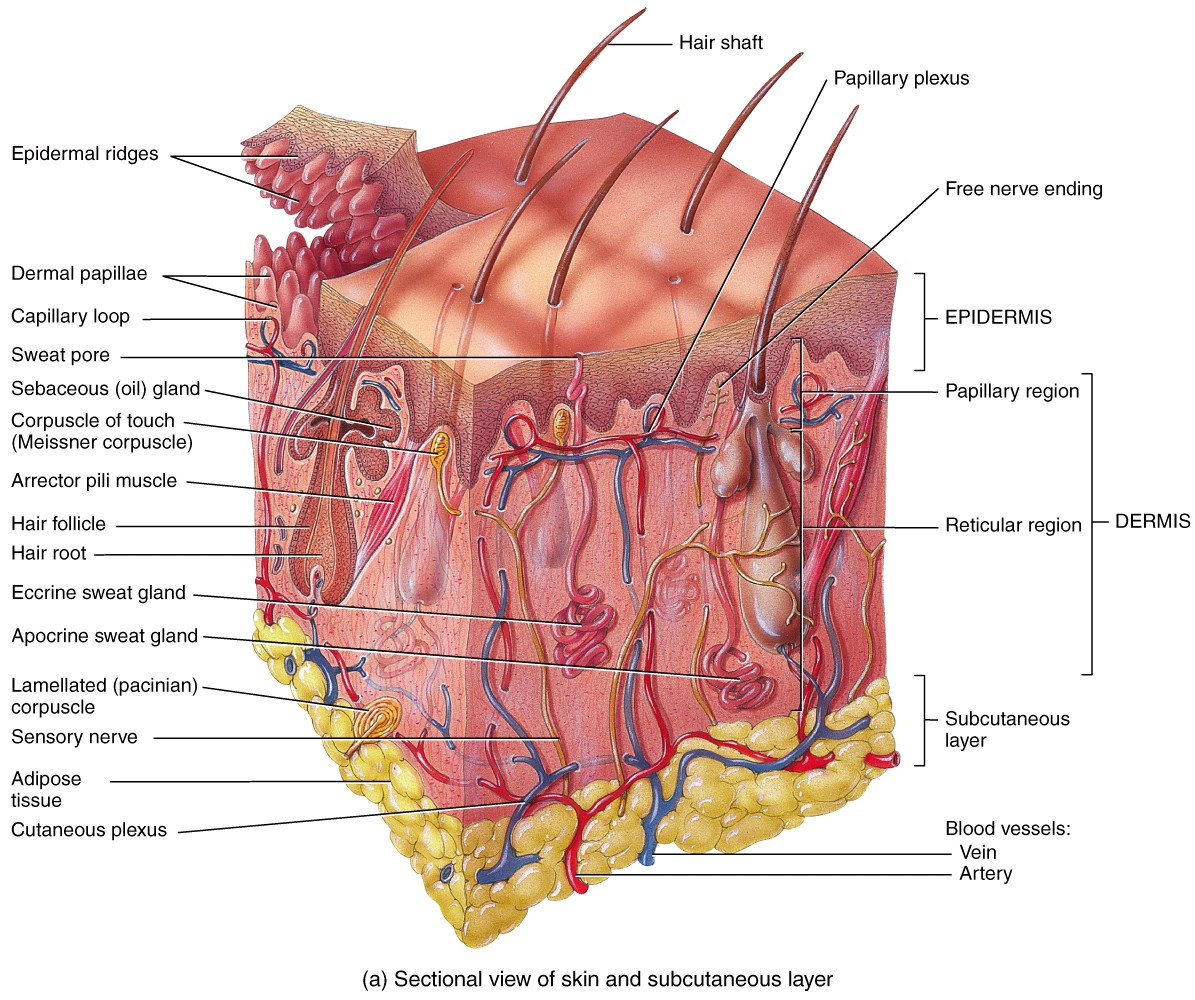 Hair shaft
Papillary plexus
Epidermal ridges
Free nerve ending
Dermal papillae
Capillary loop
EPIDERMIS
Sweat pore
Sebaceous (oil) gland
Papillary region
Corpuscle of touch
(Meissner corpuscle)
Arrector pili muscle
Hair follicle
Reticular region
DERMIS
Hair root
Eccrine sweat gland
Apocrine sweat gland
Lamellated (pacinian)
corpuscle
Subcutaneous
layer
Sensory nerve
Adipose
tissue
Cutaneous plexus
Blood vessels:
Vein
Artery
(a) Sectional view of skin and subcutaneous layer